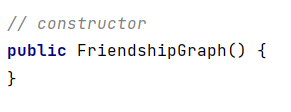 // constructor
public FriendshipGraph() {
}